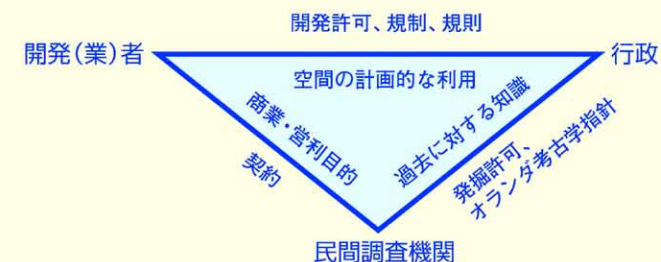 開発許可、規制、規則
開発(業)者
行政
空間の計画的な利用
商業・営利目的
過去に対する知識
契約
発掘許可、
オランダ考古学指針
民間調査機関